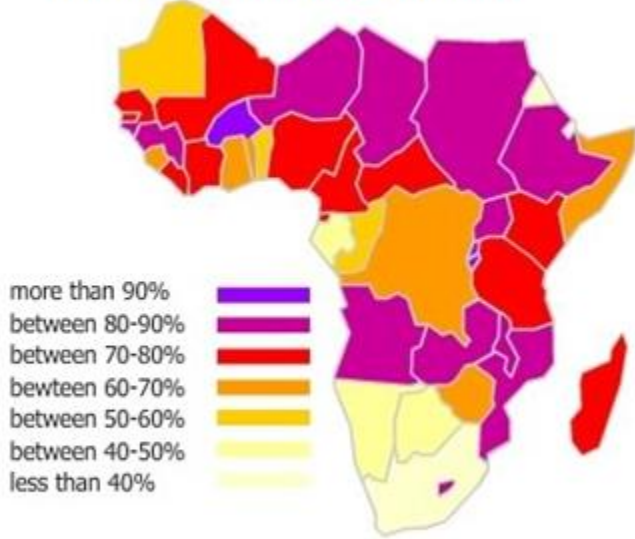 more than 90%
between 80-90%
between 70-80%
bewteen 60-70%
between 50-60%
between 40-50%
less than 40%